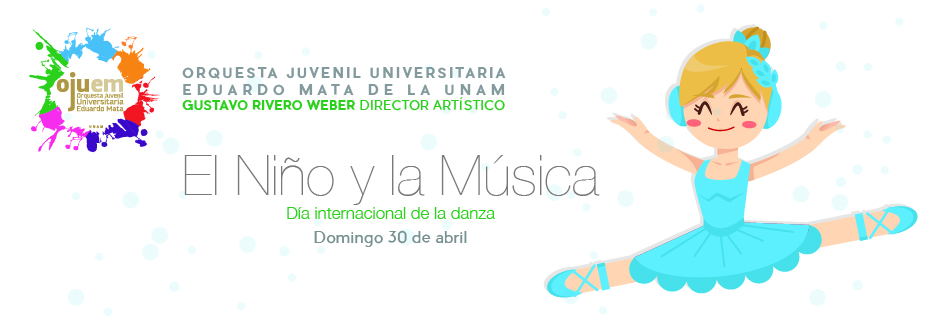 ojuem
Orquesta Juvenil
Universitaria
Eduardo Mata
UNAM
ORQUESTA JUVENIL UNIVERSITARIA
EDUARDO MATA DE LA UNAM
GUSTAVO RIVERO WEBER DIRECTOR ARTÍSTICO
El Niño y la Música
Día internacional de la danza
Domingo 30 de abril